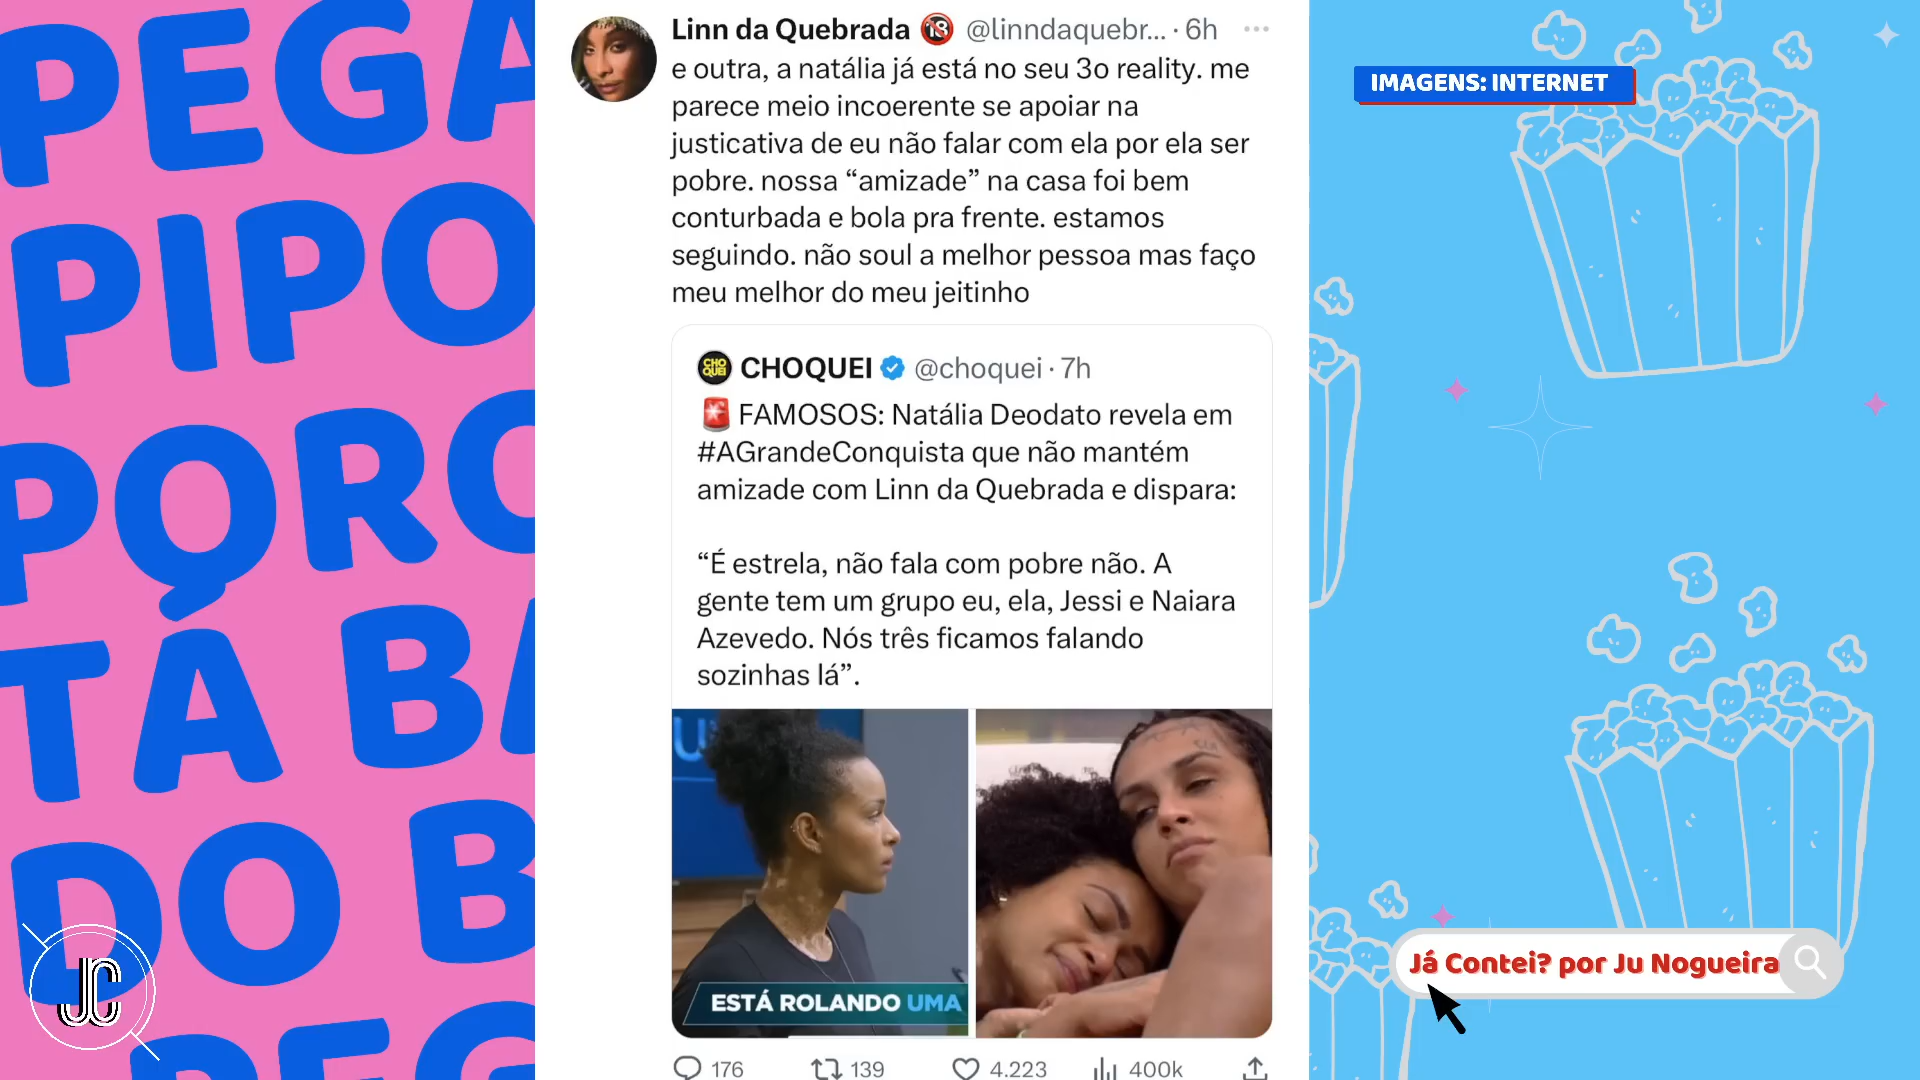 PEGA
PIPO
PORC
TÁ BA
DO B
PEG
JC
Linn da Quebrada 🔞 @linndaquebr... · 6h
e outra, a natália já está no seu 3o reality. me
parece meio incoerente se apoiar na
justicativa de eu não falar com ela por ela ser
pobre. nossa “amizade” na casa foi bem
conturbada e bola pra frente. estamos
seguindo. não soul a melhor pessoa mas faço
meu melhor do meu jeitinho
CHO
QUEI
CHOQUEI @choquei · 7h
🚨 FAMOSOS: Natália Deodato revela em
#AGrandeConquista que não mantém
amizade com Linn da Quebrada e dispara:
“É estrela, não fala com pobre não. A
gente tem um grupo eu, ela, Jessi e Naiara
Azevedo. Nós três ficamos falando
sozinhas lá”.
ESTÁ ROLANDO UMA
176 139 4.223 400k
IMAGENS: INTERNET
Já Contei? por Ju Nogueira